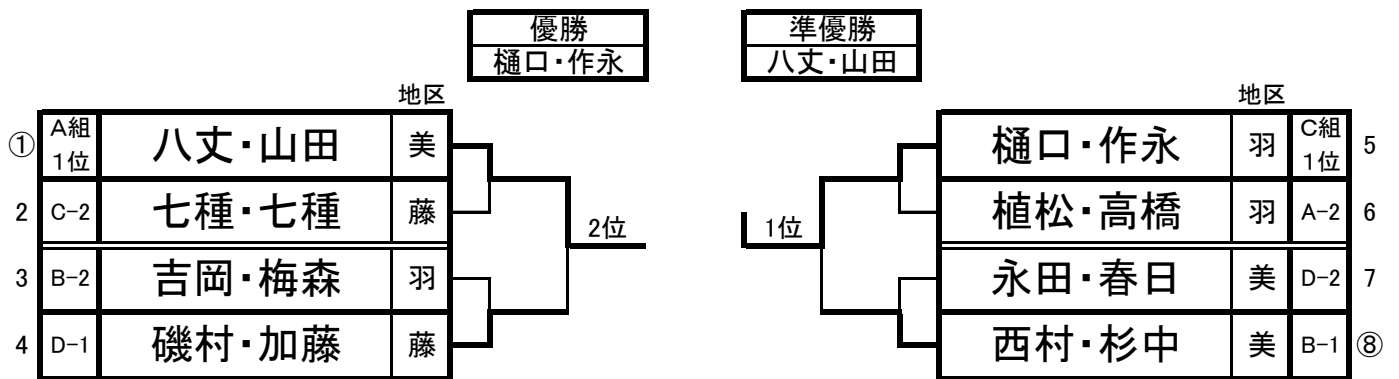 優勝 準優勝
樋口・作永 八丈・山田
地区 地区
① A組1位 八丈・山田 美 樋口・作永 羽 C組1位 5
2 C-2 七種・七種 藤 植松・高橋 羽 A-2 6
2位 1位
3 B-2 吉岡・梅森 羽 永田・春日 美 D-2 7
4 D-1 磯村・加藤 藤 西村・杉中 美 B-1 ⑧